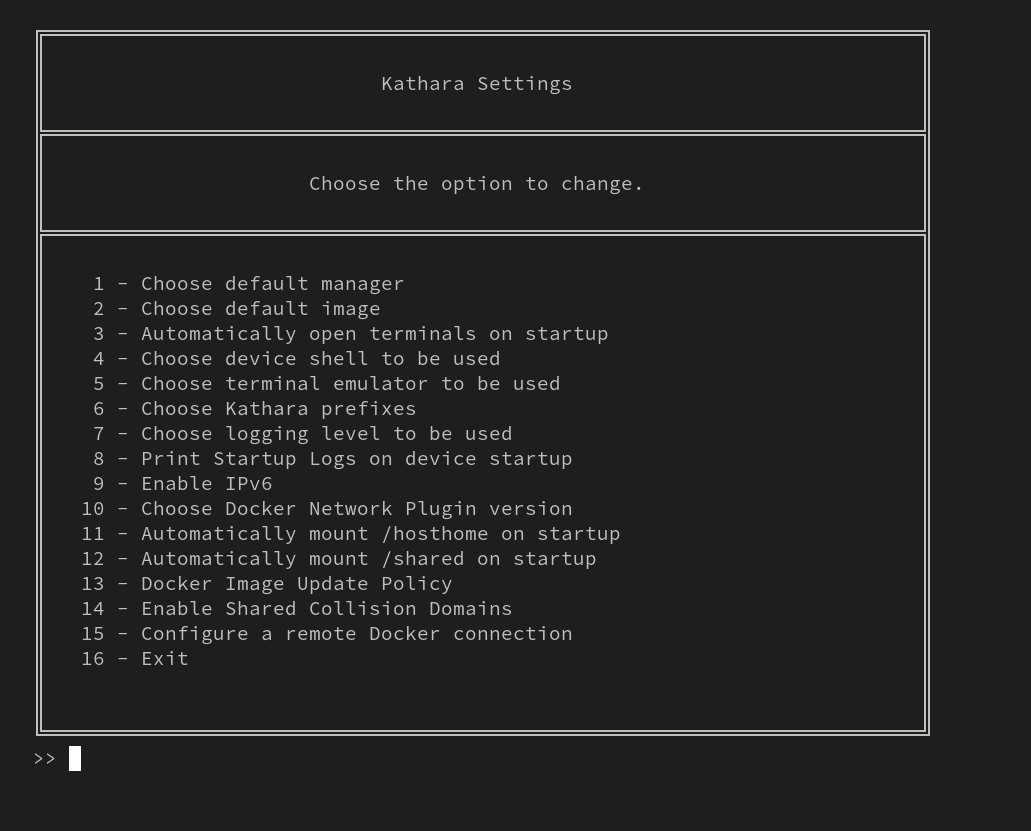 Kathara Settings
Choose the option to change.
1 - Choose default manager
2 - Choose default image
3 - Automatically open terminals on startup
4 - Choose device shell to be used
5 - Choose terminal emulator to be used
6 - Choose Kathara prefixes
7 - Choose logging level to be used
8 - Print Startup Logs on device startup
9 - Enable IPv6
10 - Choose Docker Network Plugin version
11 - Automatically mount /hosthome on startup
12 - Automatically mount /shared on startup
13 - Docker Image Update Policy
14 - Enable Shared Collision Domains
15 - Configure a remote Docker connection
16 - Exit
>>